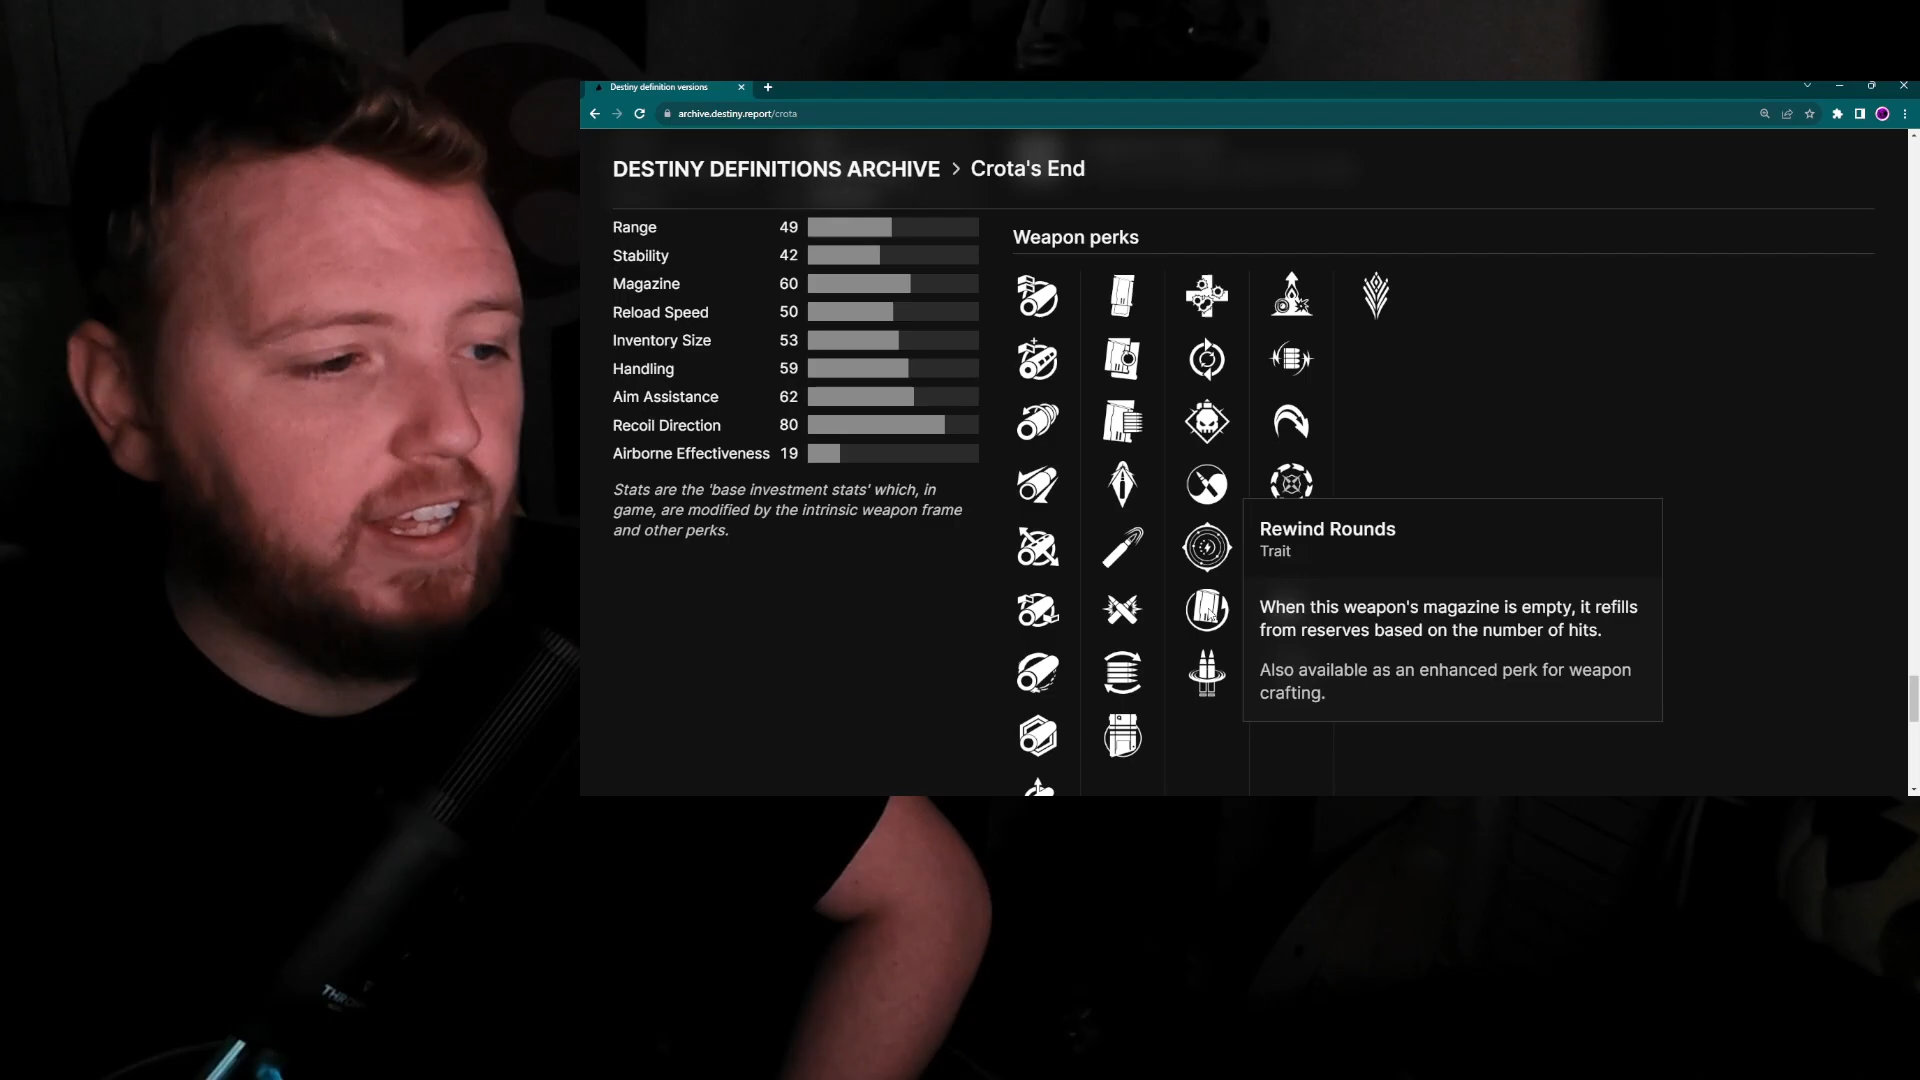 Destiny definition versions
archive.destiny.report/crota
DESTINY DEFINITIONS ARCHIVE > Crota's End
Range 49
Stability 42
Magazine 60
Reload Speed 50
Inventory Size 53
Handling 59
Aim Assistance 62
Recoil Direction 80
Airborne Effectiveness 19
Stats are the 'base investment stats' which, in
game, are modified by the intrinsic weapon frame
and other perks.
Weapon perks
Rewind Rounds
Trait
When this weapon's magazine is empty, it refills
from reserves based on the number of hits.
Also available as an enhanced perk for weapon
crafting.